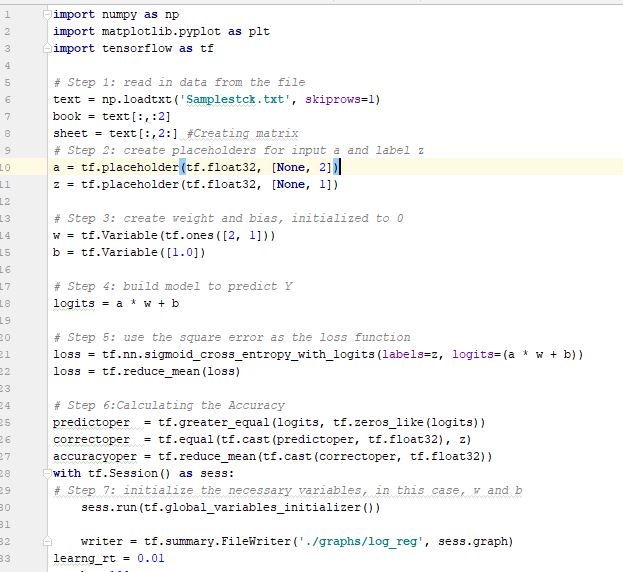 1 import numpy as np
2 import matplotlib.pyplot as plt
3 import tensorflow as tf
4
5 # Step 1: read in data from the file
6 text = np.loadtxt('Samplestck.txt', skiprows=1)
7 book = text[:,:2]
8 sheet = text[:,2:] #Creating matrix
9 # Step 2: create placeholders for input a and label z
10 a = tf.placeholder(tf.float32, [None, 2])
11 z = tf.placeholder(tf.float32, [None, 1])
12
13 # Step 3: create weight and bias, initialized to 0
14 w = tf.Variable(tf.ones([2, 1]))
15 b = tf.Variable([1.0])
16
17 # Step 4: build model to predict Y
18 logits = a * w + b
19
20 # Step 5: use the square error as the loss function
21 loss = tf.nn.sigmoid_cross_entropy_with_logits(labels=z, logits=(a * w + b))
22 loss = tf.reduce_mean(loss)
23
24 # Step 6:Calculating the Accuracy
25 predictoper  = tf.greater_equal(logits, tf.zeros_like(logits))
26 correctoper  = tf.equal(tf.cast(predictoper, tf.float32), z)
27 accuracyoper = tf.reduce_mean(tf.cast(correctoper, tf.float32))
28 with tf.Session() as sess:
29 # Step 7: initialize the necessary variables, in this case, w and b
30     sess.run(tf.global_variables_initializer())
31
32     writer = tf.summary.FileWriter('./graphs/log_reg', sess.graph)
33 learng_rt = 0.01